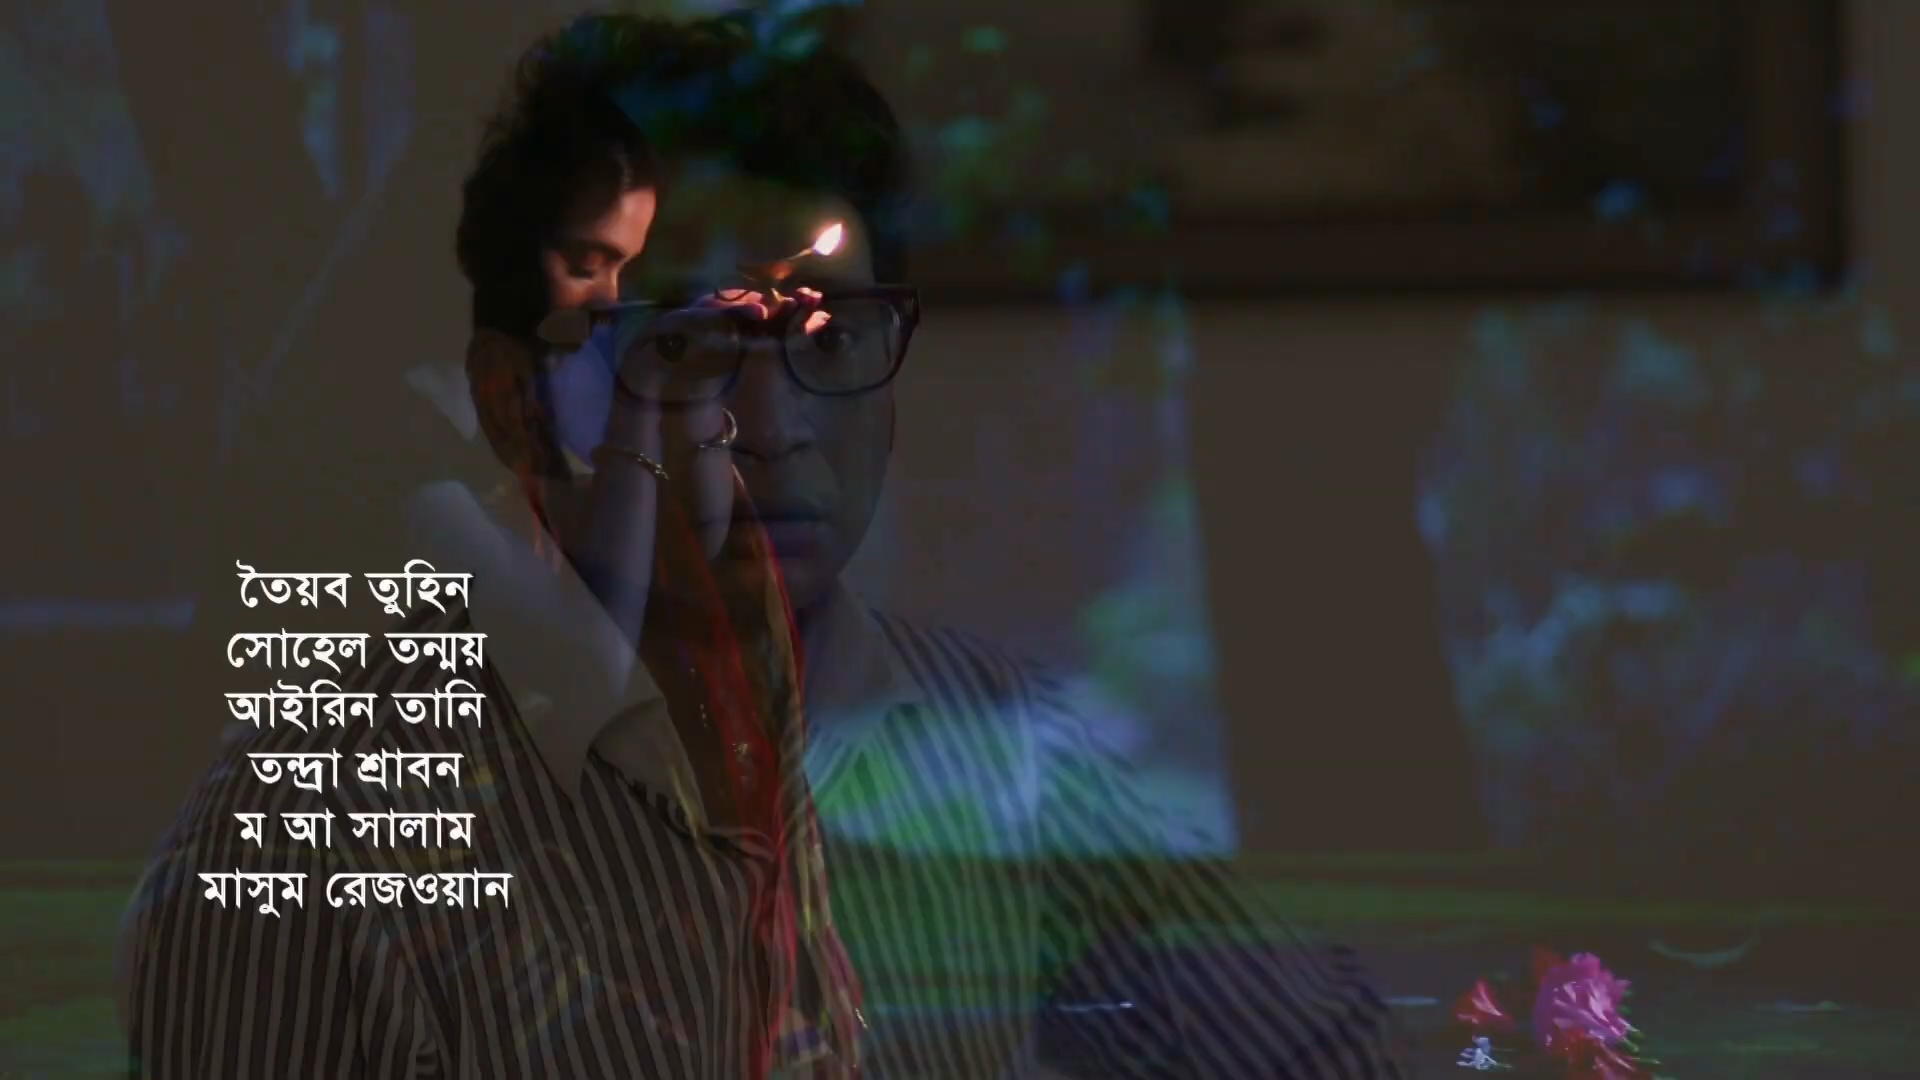 তৈয়ব তুহিন
সোহেল তন্ময়
আইরিন তানি
তন্দ্রা শ্রাবন
ম আ সালাম
মাসুম রেজওয়ান